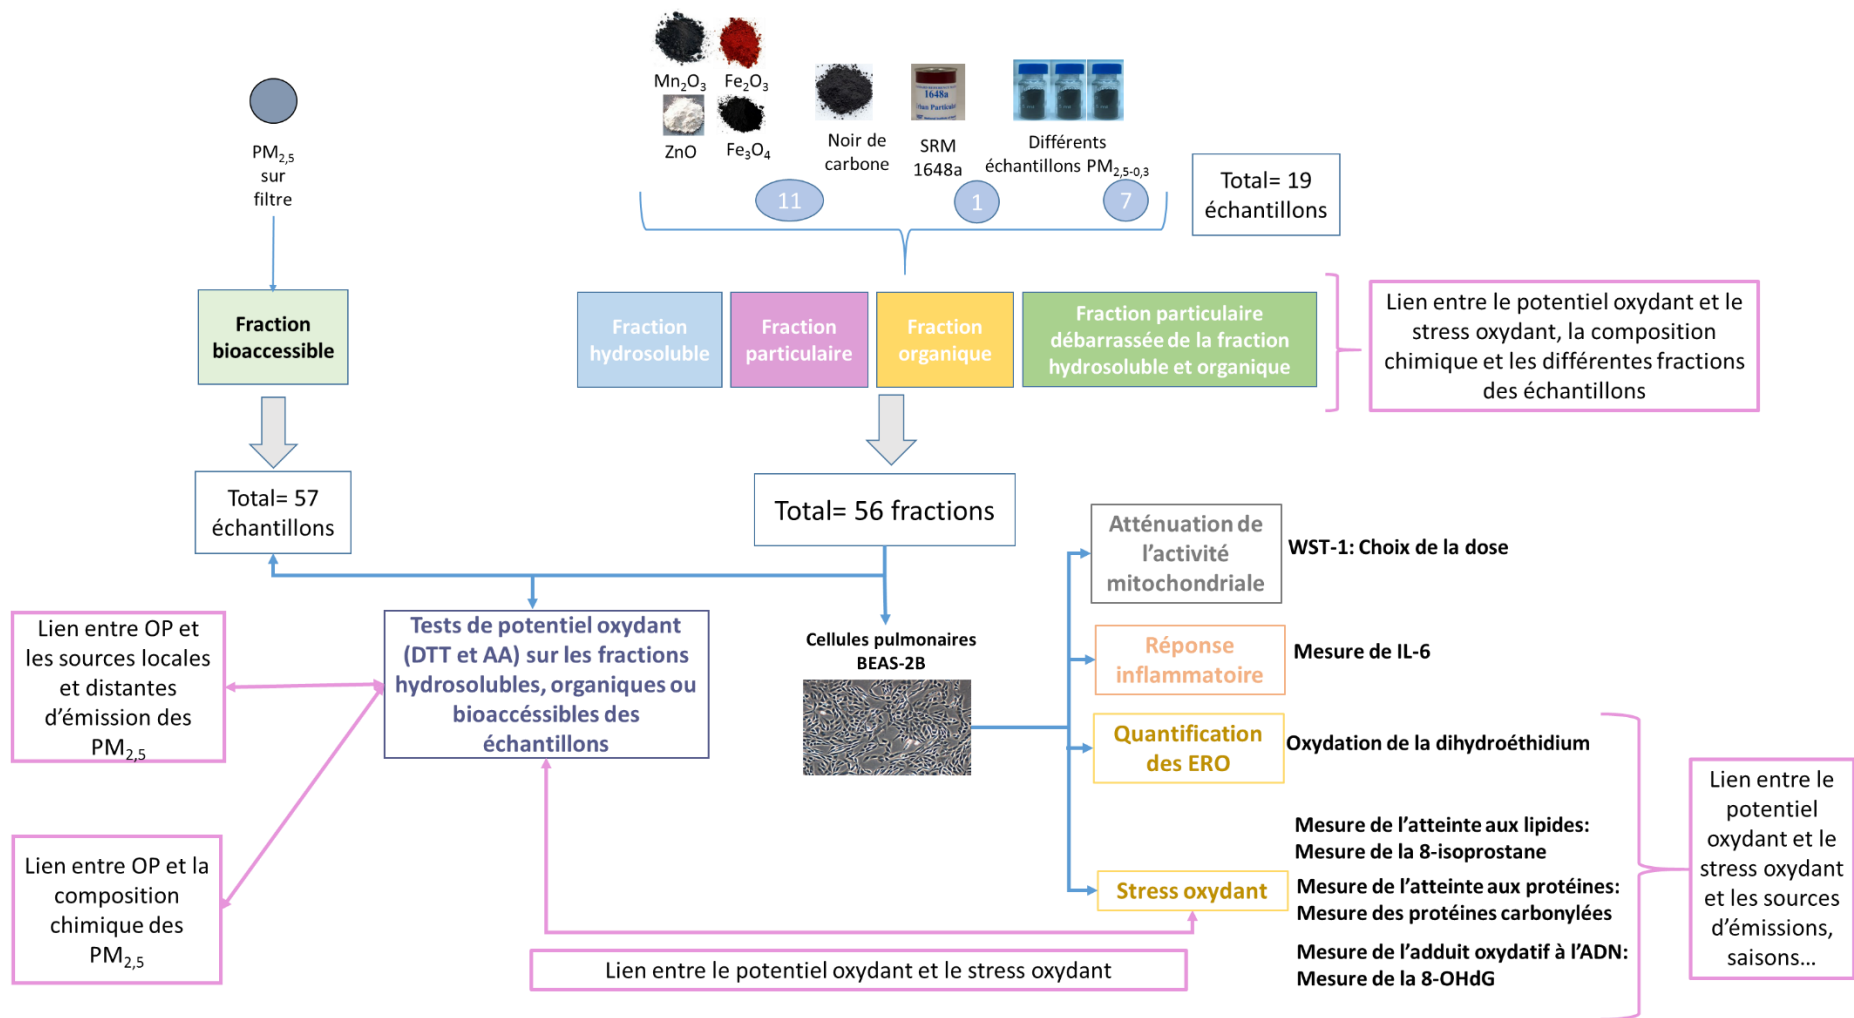 Mn2O3
Fe2O3
ZnO
Fe3O4
Noir de
carbone
1648a
SRM
1648a
Différents
échantillons PM2,5-0,3
11
1
7
Total= 19
échantillons
PM2,5
sur
filtre
Fraction
bioaccessible
Fraction
hydrosoluble
Fraction
particulaire
Fraction
organique
Fraction particulaire
débarrassée de la fraction
hydrosoluble et organique
Lien entre le potentiel oxydant et le
stress oxydant, la composition
chimique et les différentes fractions
des échantillons
Total= 57
échantillons
Total= 56 fractions
Tests de potentiel oxydant
(DTT et AA) sur les fractions
hydrosolubles, organiques ou
bioaccéssibles des
échantillons
Lien entre OP et
les sources locales
et distantes
d’émission des
PM2,5
Lien entre OP et la
composition
chimique des
PM2,5
Cellules pulmonaires
BEAS-2B
Atténuation de
l’activité
mitochondriale
WST-1: Choix de la dose
Réponse
inflammatoire
Mesure de IL-6
Quantification
des ERO
Oxydation de la dihydroéthidium
Stress oxydant
Mesure de l’atteinte aux lipides:
Mesure de la 8-isoprostane
Mesure de l’atteinte aux protéines:
Mesure des protéines carbonylées
Mesure de l’adduit oxydatif à l’ADN:
Mesure de la 8-OHdG
Lien entre le potentiel oxydant et le stress oxydant
Lien entre le
potentiel
oxydant et le
stress oxydant
et les sources
d’émissions,
saisons…